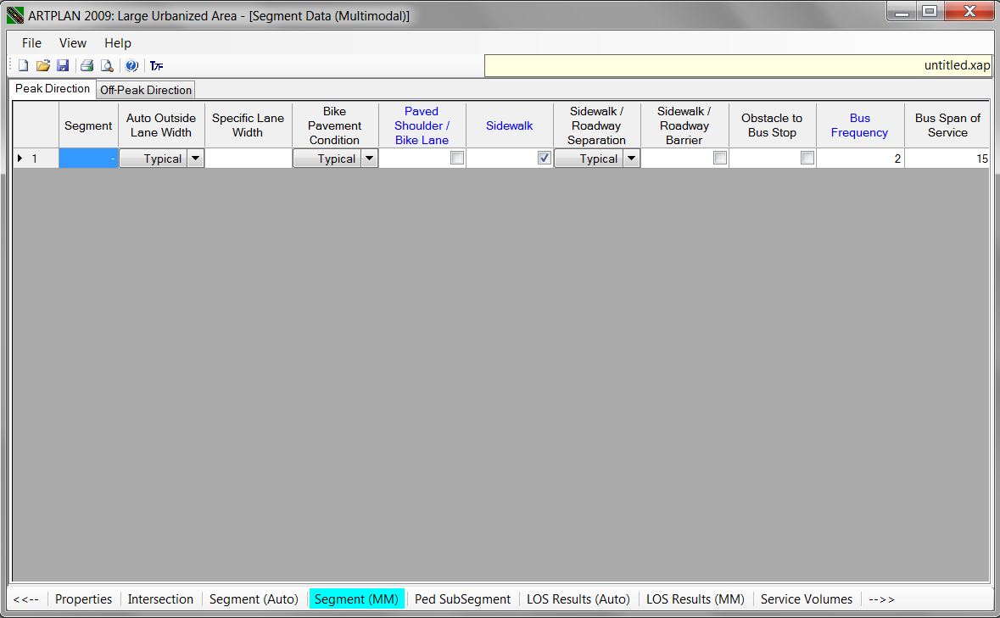 ARTPLAN 2009: Large Urbanized Area - [Segment Data (Multimodal)]
File View Help
T7F
untitled.xap
Peak Direction Off-Peak Direction
Segment
Auto Outside
Lane Width
Specific Lane
Width
Bike
Pavement
Condition
Paved
Shoulder /
Bike Lane
Sidewalk
Sidewalk /
Roadway
Separation
Sidewalk /
Roadway
Barrier
Obstacle to
Bus Stop
Bus
Frequency
Bus Span of
Service
1 - Typical Typical Typical 2 15
<<-- Properties Intersection Segment (Auto) Segment (MM) Ped SubSegment LOS Results (Auto) LOS Results (MM) Service Volumes -->>